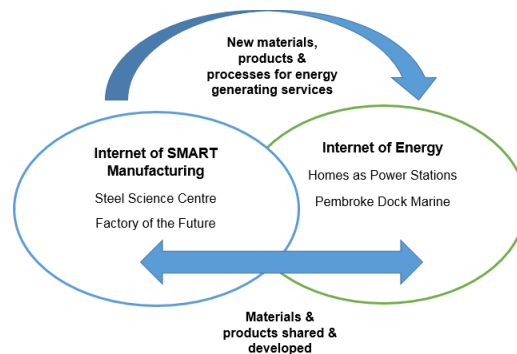 New materials,
products &
processes for energy
generating services
Internet of SMART
Manufacturing
Steel Science Centre
Factory of the Future
Internet of Energy
Homes as Power Stations
Pembroke Dock Marine
Materials &
products shared &
developed